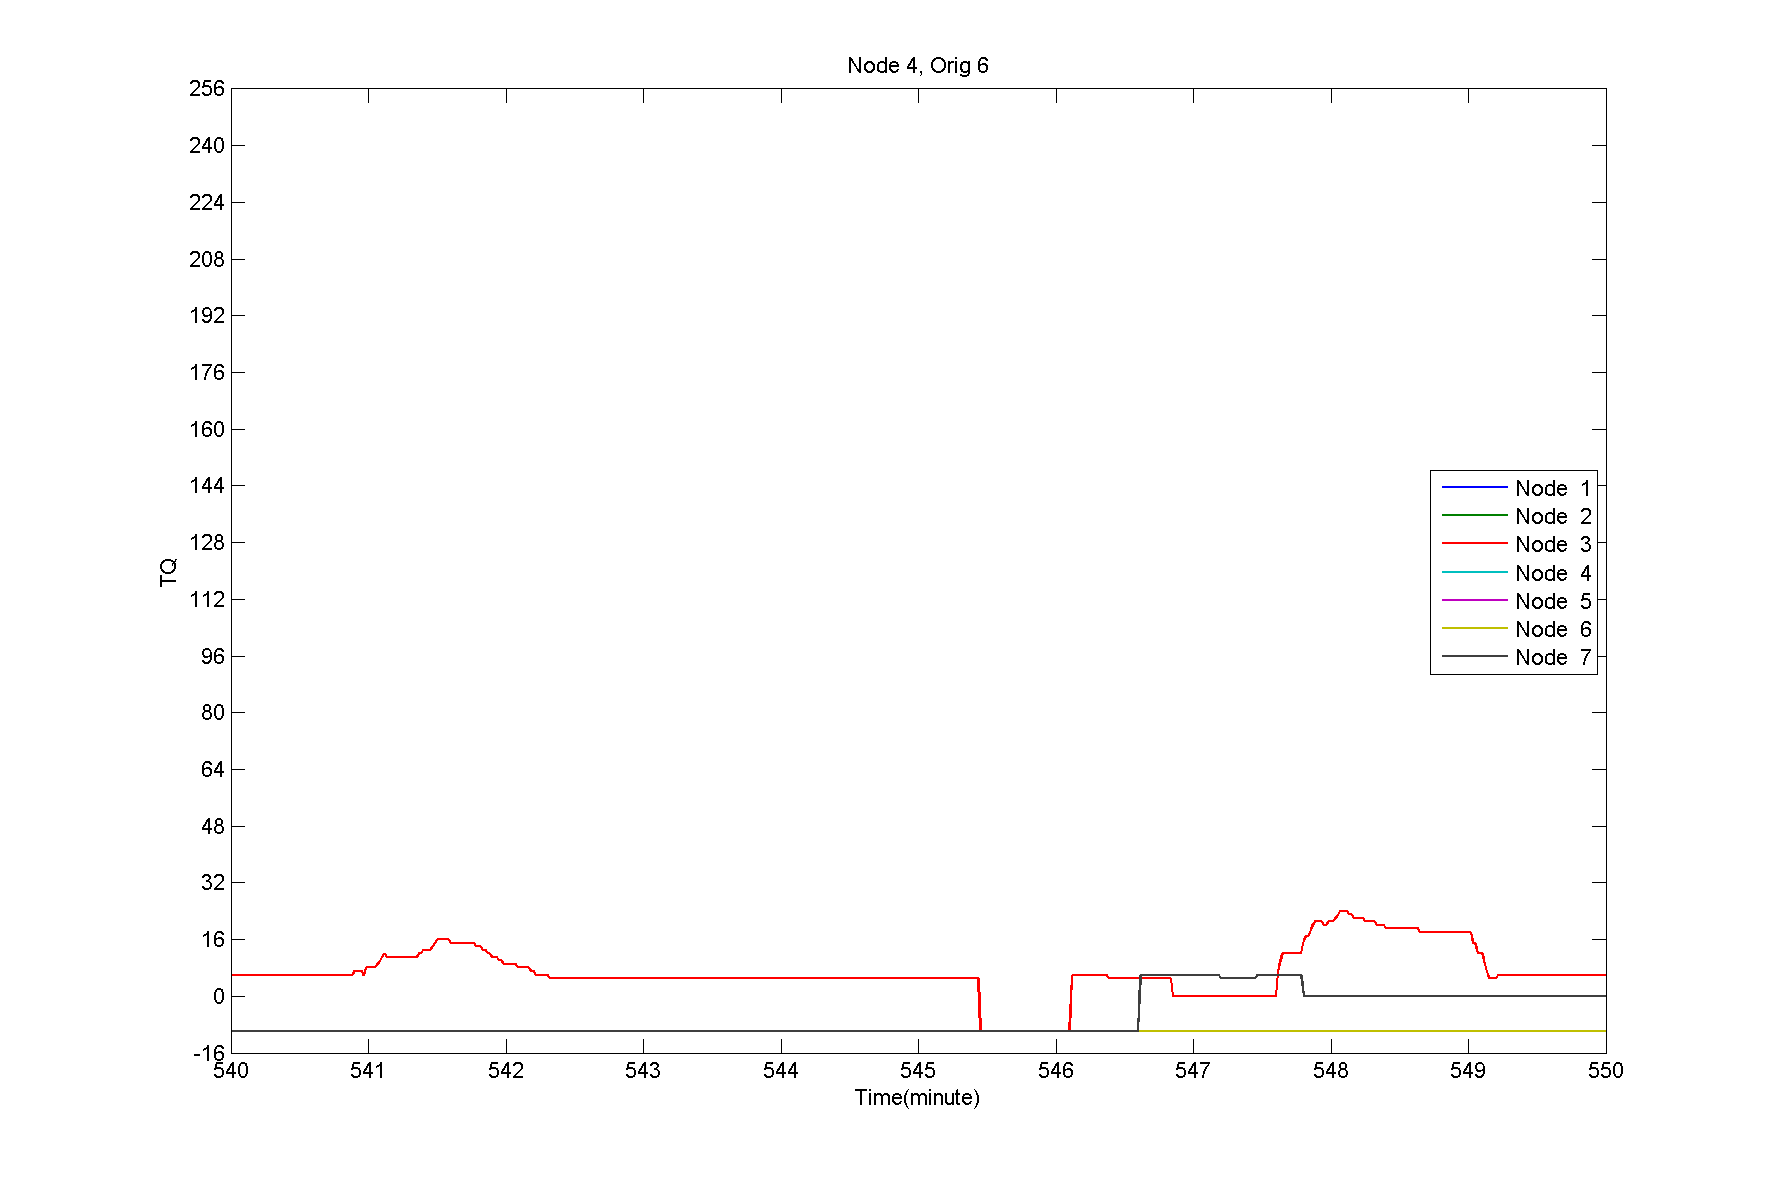 Node 4, Orig 6
256
240
224
208
192
176
160
144
128
112
96
80
64
48
32
16
0
-16
TQ
Node 1
Node 2
Node 3
Node 4
Node 5
Node 6
Node 7
540 541 542 543 544 545 546 547 548 549 550
Time(minute)